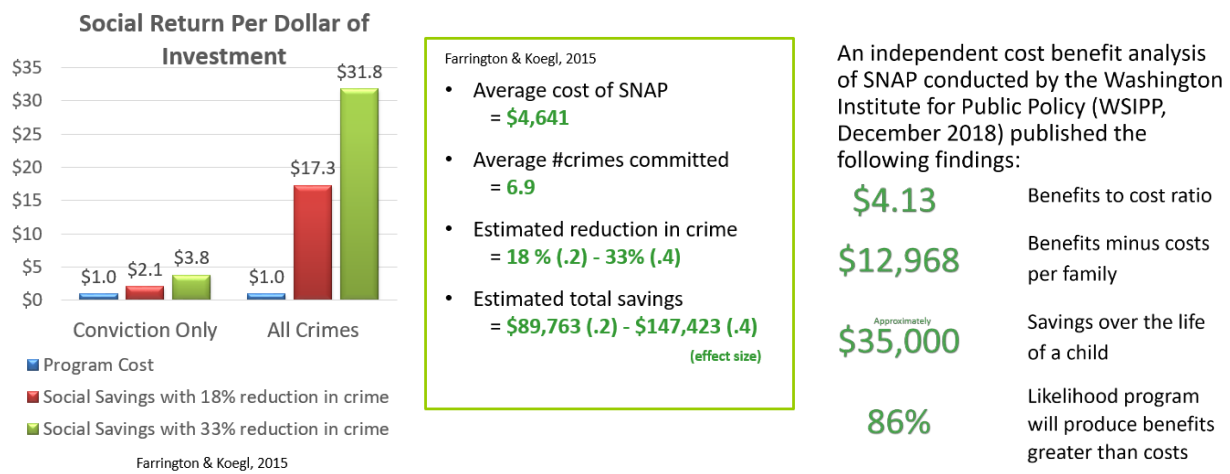 Social Return Per Dollar of
Investment
$35
$30
$25
$20
$15
$10
$5
$0
$1.0
$2.1
$3.8
$1.0
$17.3
$31.8
Conviction Only
All Crimes
Program Cost
Social Savings with 18% reduction in crime
Social Savings with 33% reduction in crime
Farrington & Koegl, 2015
Farrington & Koegl, 2015
• Average cost of SNAP
= $4,641
• Average #crimes committed
= 6.9
• Estimated reduction in crime
= 18 % (.2) - 33% (.4)
• Estimated total savings
= $89,763 (.2) - $147,423 (.4)
(effect size)
An independent cost benefit analysis
of SNAP conducted by the Washington
Institute for Public Policy (WSIPP,
December 2018) published the
following findings:
$4.13
Benefits to cost ratio
$12,968
Benefits minus costs
per family
Approximately
$35,000
Savings over the life
of a child
86%
Likelihood program
will produce benefits
greater than costs